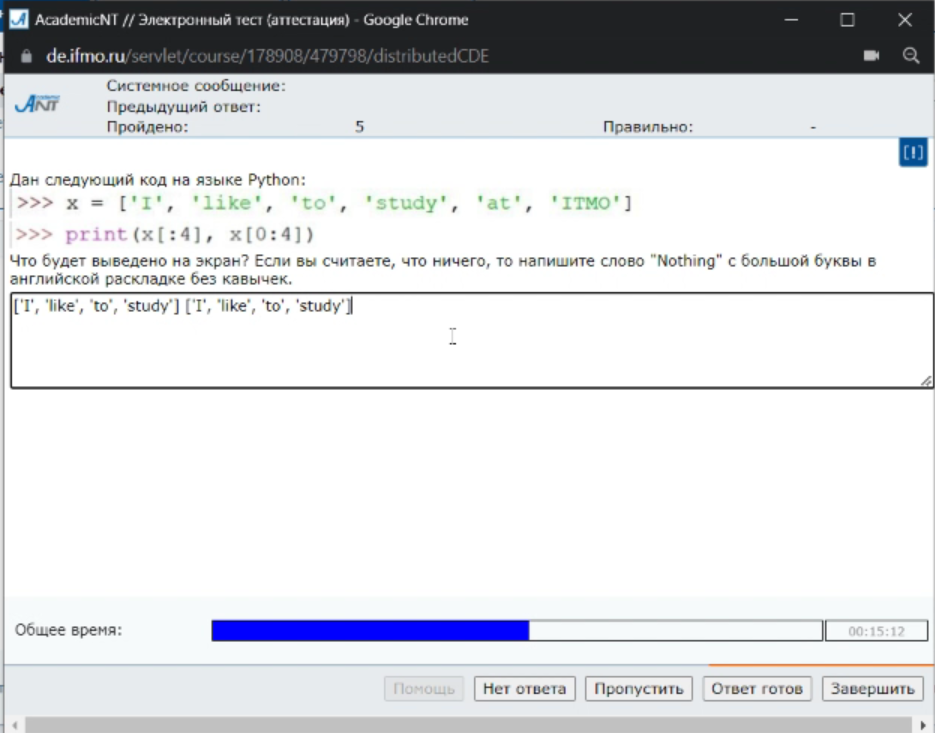 AcademicNT // Электронный тест (аттестация) - Google Chrome
de.ifmo.ru/servlet/course/178908/479798/distributedCDE
ANT
Системное сообщение:
Предыдущий ответ:
Пройдено: 5 Правильно: -
[!]
Дан следующий код на языке Python:
>>> x = ['I', 'like', 'to', 'study', 'at', 'ITMO']
>>> print(x[:4], x[0:4])
Что будет выведено на экран? Если вы считаете, что ничего, то напишите слово "Nothing" с большой буквы в
английской раскладке без кавычек.
['I', 'like', 'to', 'study'] ['I', 'like', 'to', 'study']
Общее время: 00:15:12
Помощь Нет ответа Пропустить Ответ готов Завершить